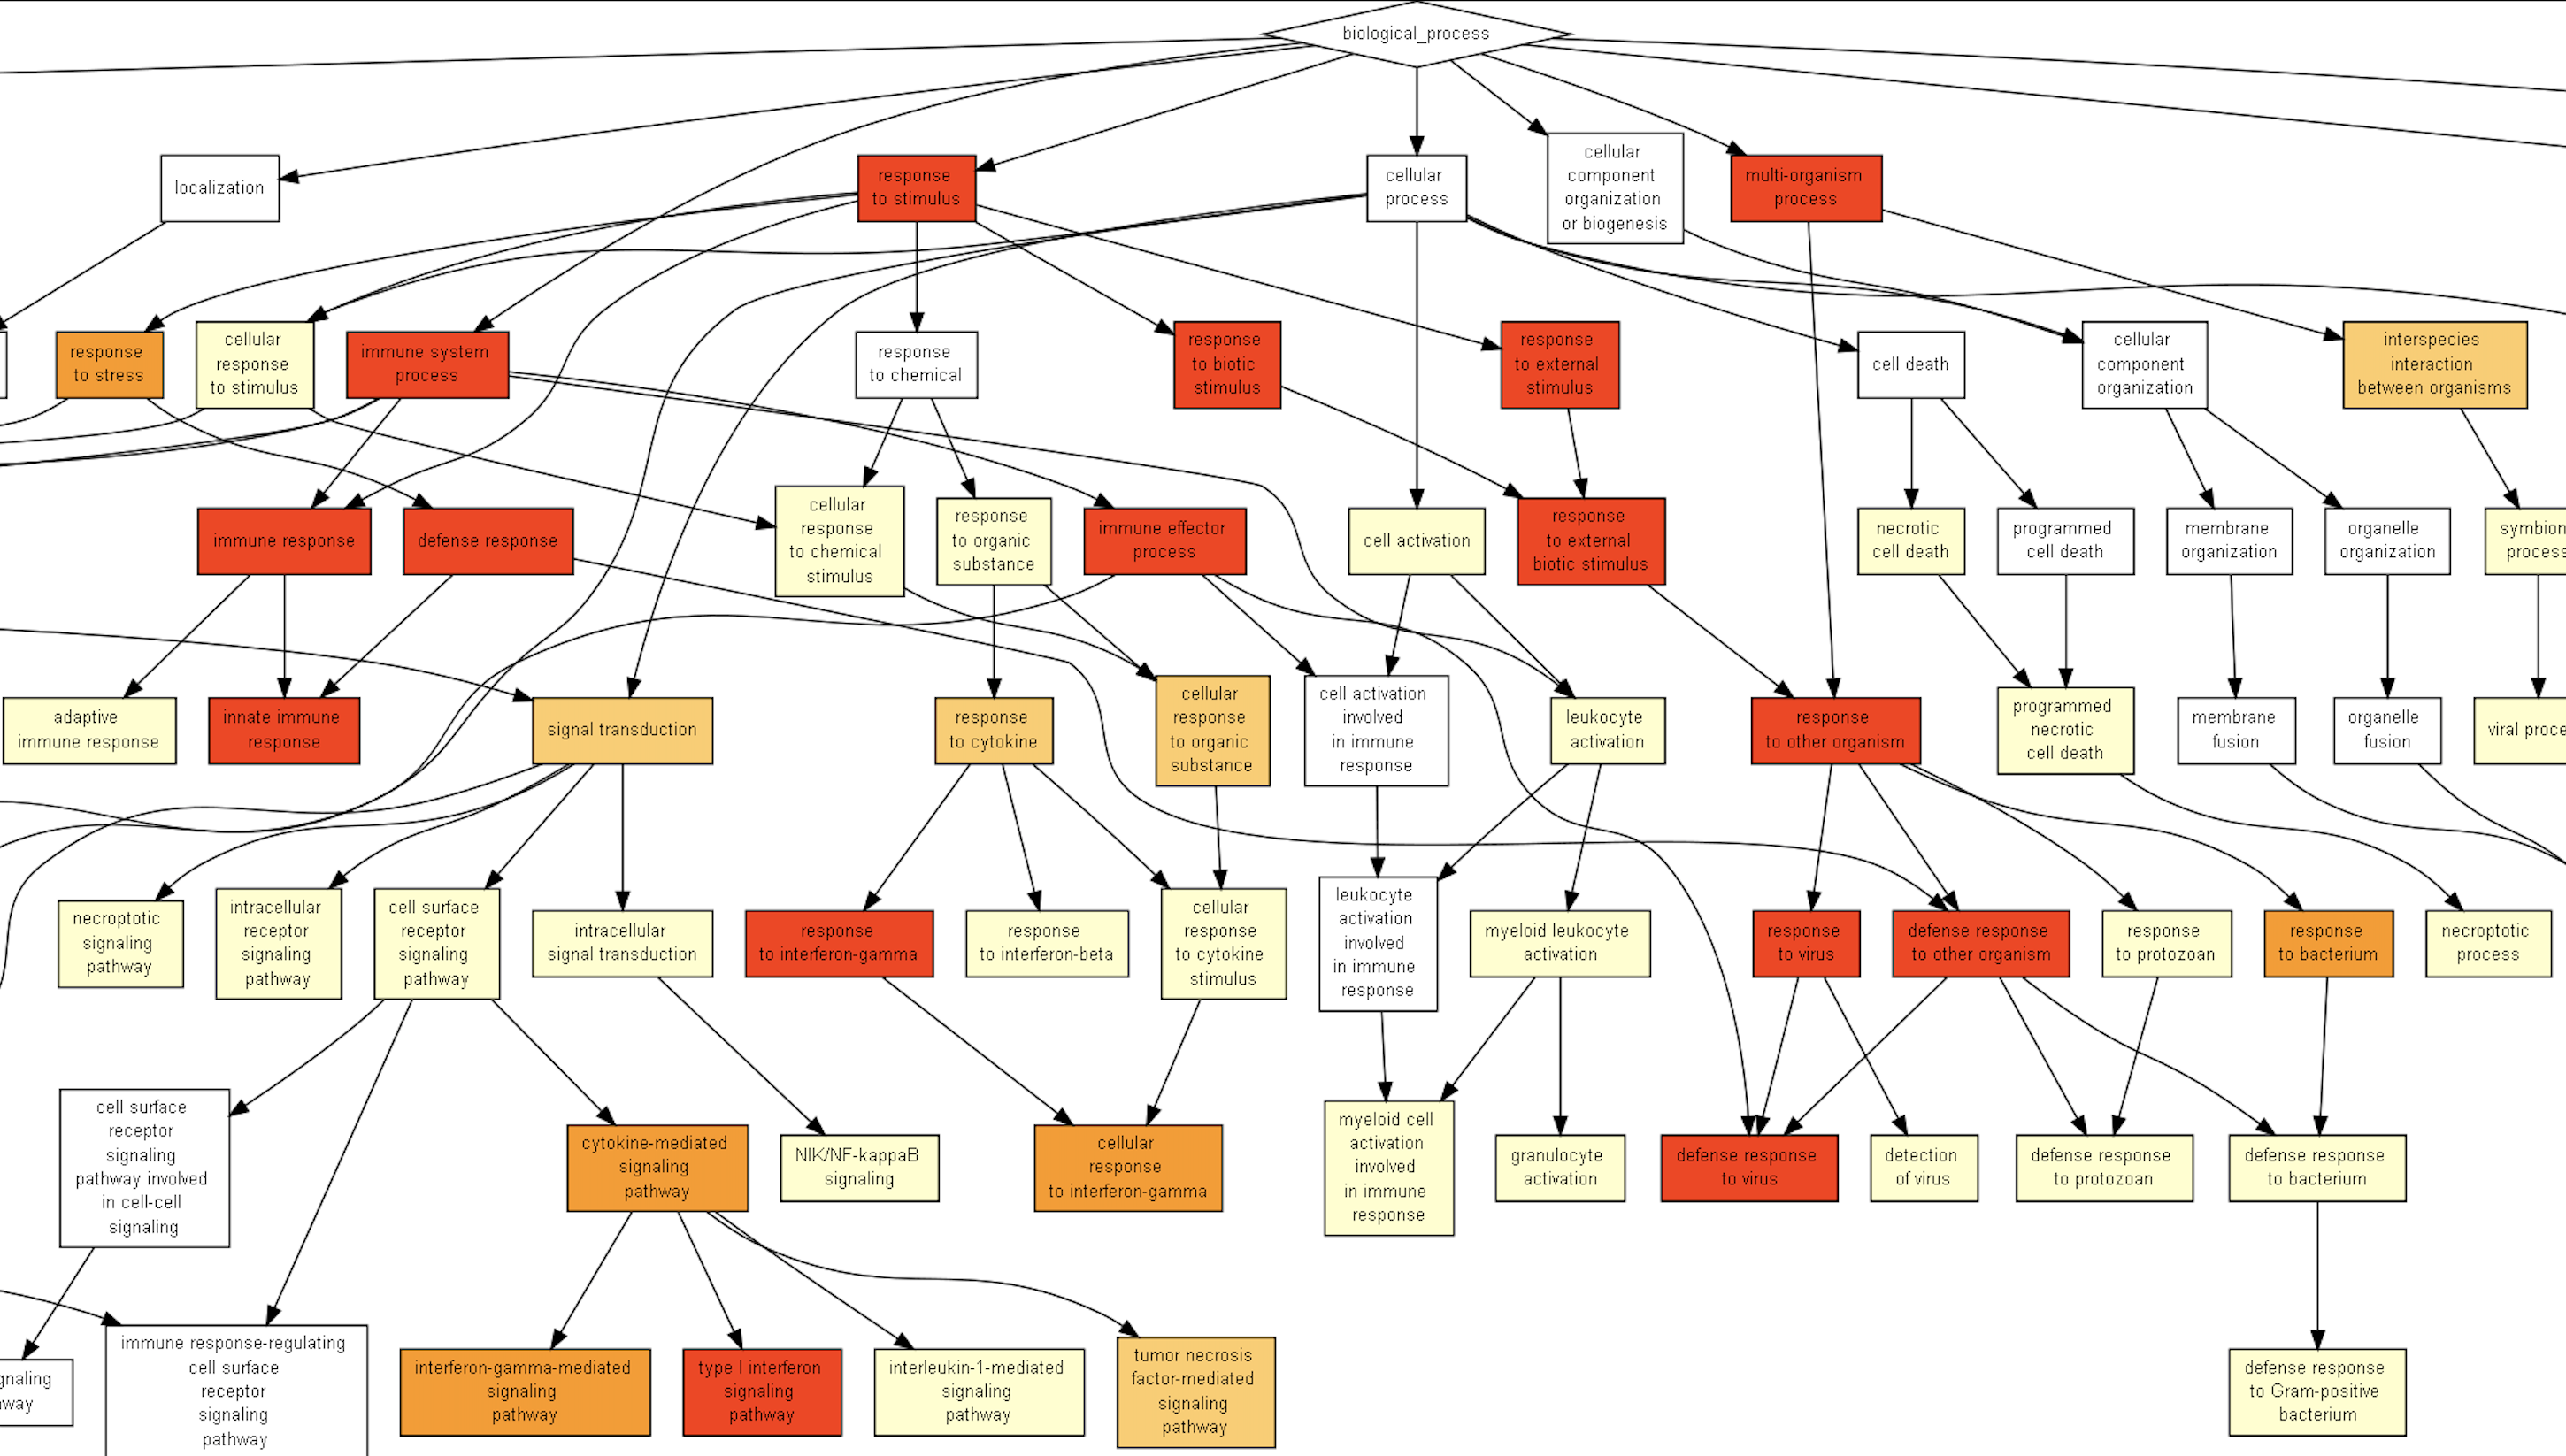 biological_process
localization
response
to stimulus
cellular
process
cellular
component
organization
or biogenesis
multi-organism
process
response
to stress
cellular
response
to stimulus
immune system
process
response
to chemical
response
to biotic
stimulus
response
to external
stimulus
cell death
cellular
component
organization
interspecies
interaction
between organisms
immune response
defense response
cellular
response
to chemical
stimulus
response
to organic
substance
immune effector
process
cell activation
response
to external
biotic stimulus
necrotic
cell death
programmed
cell death
membrane
organization
organelle
organization
symbion
process
adaptive
immune response
innate immune
response
signal transduction
response
to cytokine
cellular
response
to organic
substance
cell activation
involved
in immune
response
leukocyte
activation
response
to other organism
programmed
necrotic
cell death
membrane
fusion
organelle
fusion
viral proce
necroptotic
signaling
pathway
intracellular
receptor
signaling
pathway
cell surface
receptor
signaling
pathway
intracellular
signal transduction
response
to interferon-gamma
response
to interferon-beta
cellular
response
to cytokine
stimulus
leukocyte
activation
involved
in immune
response
myeloid leukocyte
activation
response
to virus
defense response
to other organism
response
to protozoan
response
to bacterium
necroptotic
process
cell surface
receptor
signaling
pathway involved
in cell-cell
signaling
cytokine-mediated
signaling
pathway
NIK/NF-kappaB
signaling
cellular
response
to interferon-gamma
myeloid cell
activation
involved
in immune
response
granulocyte
activation
defense response
to virus
detection
of virus
defense response
to protozoan
defense response
to bacterium
gnaling
way
immune response-regulating
cell surface
receptor
signaling
pathway
interferon-gamma-mediated
signaling
pathway
type I interferon
signaling
pathway
interleukin-1-mediated
signaling
pathway
tumor necrosis
factor-mediated
signaling
pathway
defense response
to Gram-positive
bacterium